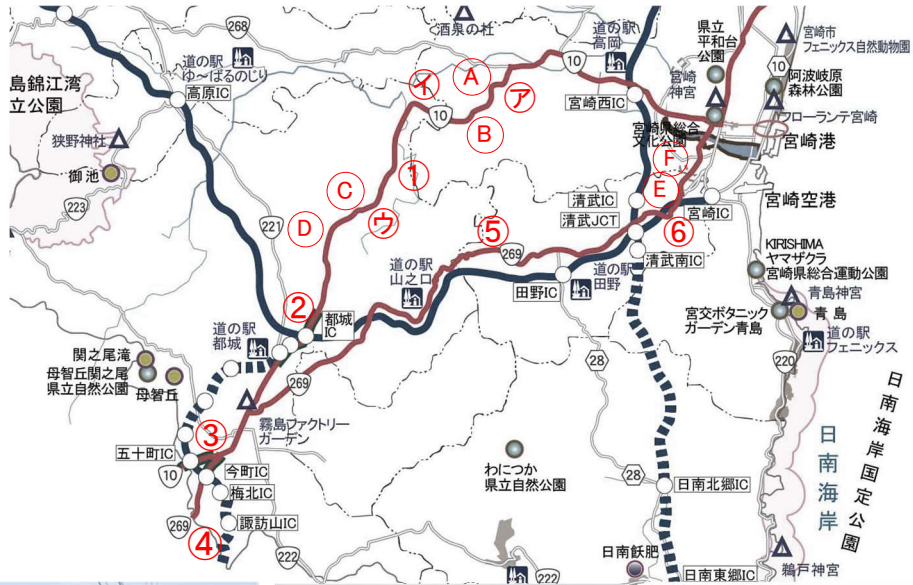 268
酒泉の杜
道の駅
高岡
県立
平和台
公園
宮崎市
フェニックス自然動物園
道の駅
ゆ～ぱるのじり
島錦江湾
立公園
高原IC
イ
A
ア
10
宮崎西IC
宮崎
神宮
10
阿波岐原
森林公園
10
B
宮崎県総合
文化公園
フローランテ宮崎
宮崎港
狭野神社
御池
223
1
C
ウ
D
221
F
E
清武IC
清武JCT
宮崎IC
宮崎空港
5
269
6
清武南IC
道の駅
山之口
田野IC
道の駅
田野
KIRISHIMA
ヤマザクラ
宮崎県総合運動公園
2
都城
IC
道の駅
都城
青島神宮
宮交ボタニック
ガーデン青島
青島
道の駅
フェニックス
関之尾滝
母智丘関之尾
県立自然公園
母智丘
269
28
220
霧島ファクトリー
ガーデン
3
五十町IC
10
今町IC
梅北IC
わにつか
県立自然公園
28
日南北郷IC
日南海岸
日南海岸国定公園
269
4
諏訪山IC
222
222
日南飫肥
日南東郷IC
鵜戸神宮